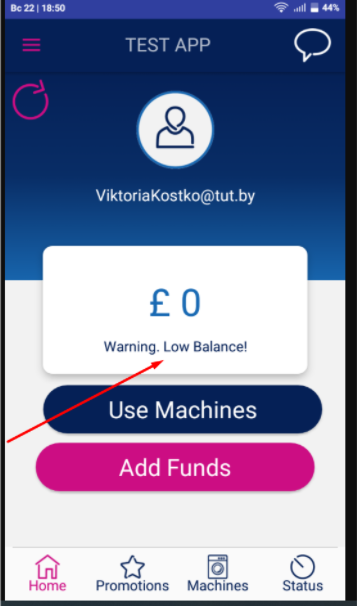 Вс 22 | 18:50 44%
TEST APP
ViktoriaKostko@tut.by
£ 0
Warning. Low Balance!
Use Machines
Add Funds
Home Promotions Machines Status